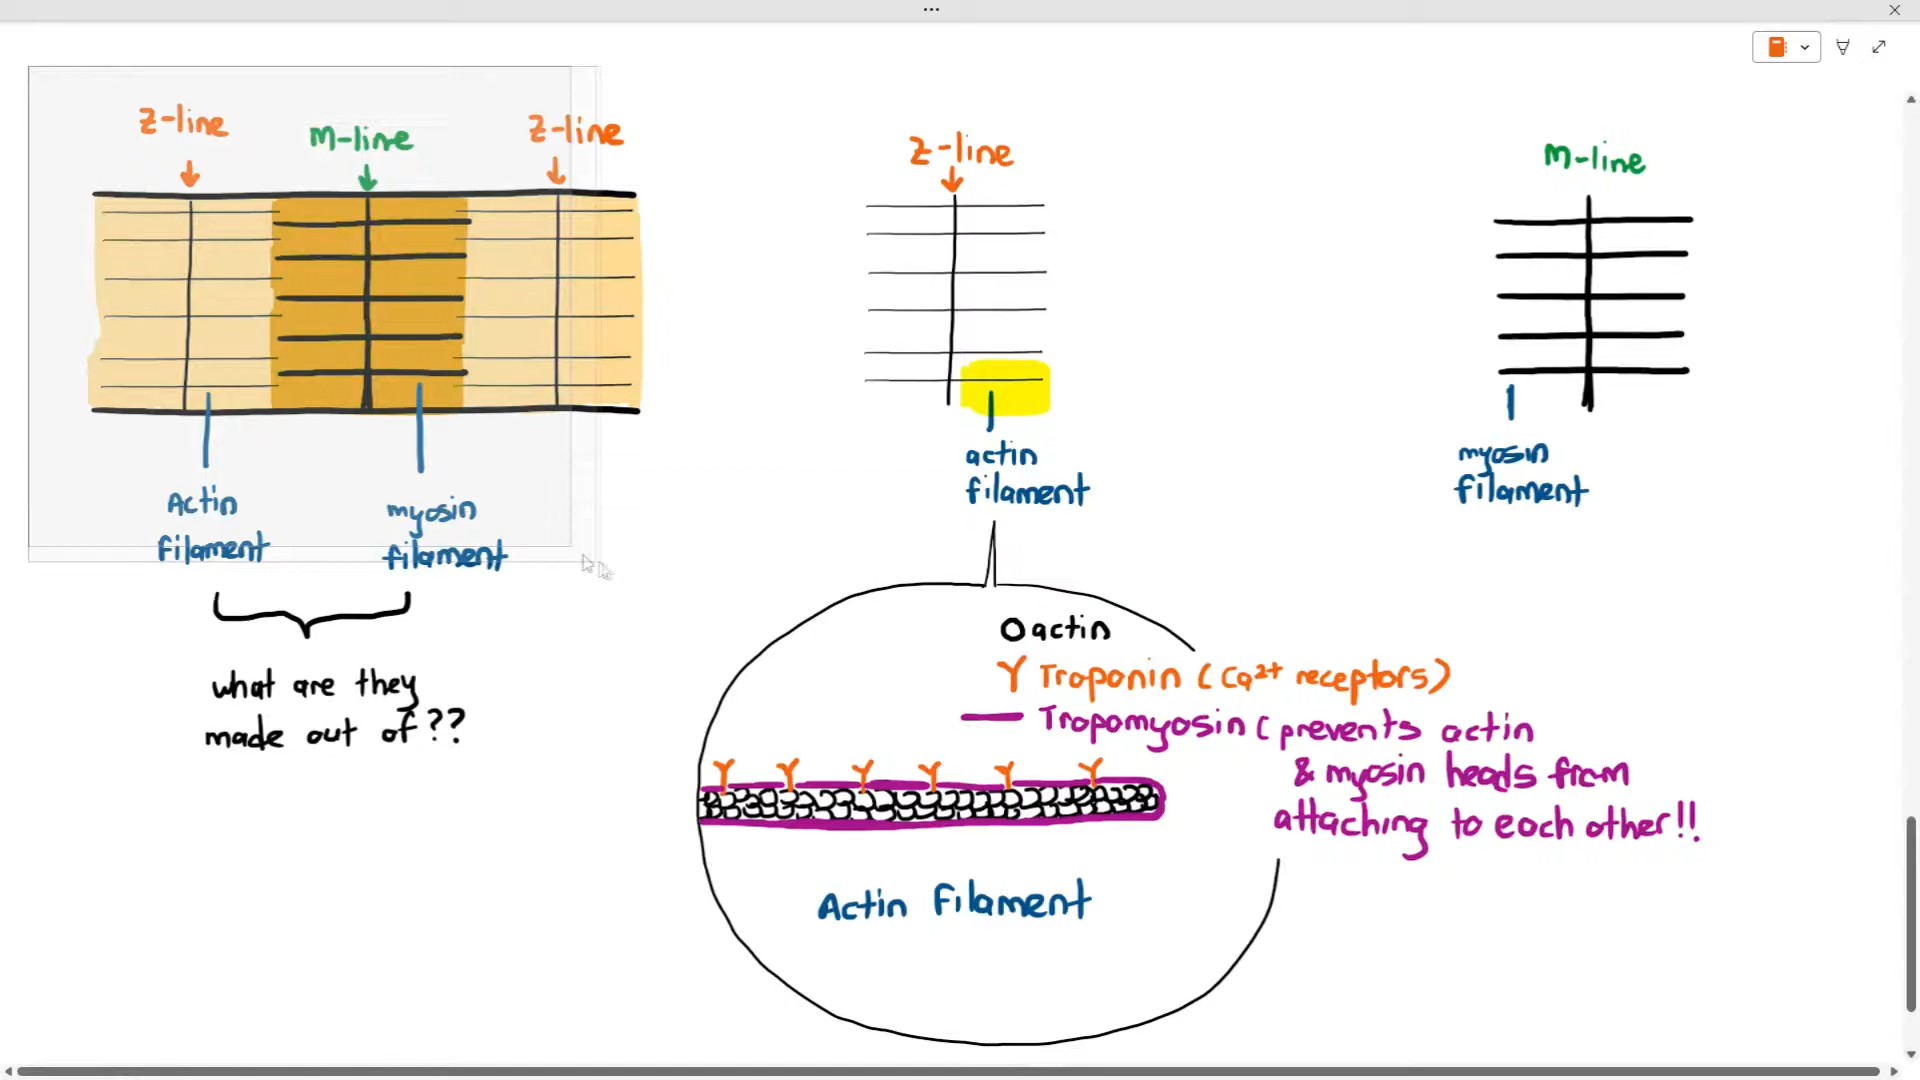 Z-line
M-line
Z-line
Actin
filament
myosin
filament
what are they
made out of??
Z-line
actin
filament
M-line
myosin
filament
O actin
Y Troponin (Ca²⁺ receptors)
— Tropomyosin (prevents actin
& myosin heads from
attaching to each other!!
Actin Filament